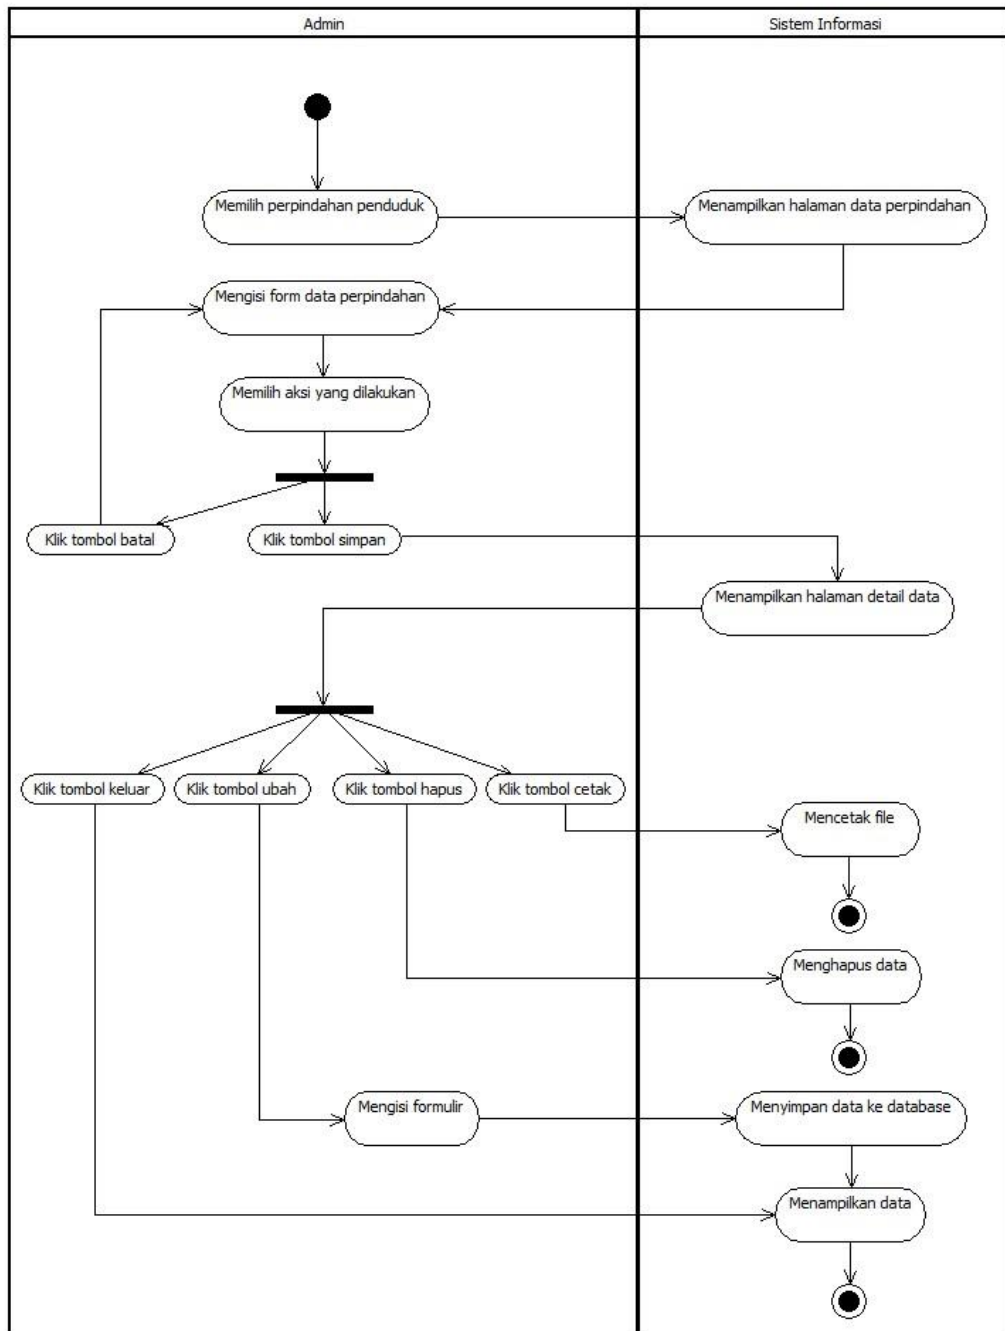 Admin
Sistem Informasi
Memilih perpindahan penduduk
Menampilkan halaman data perpindahan
Mengisi form data perpindahan
Memilih aksi yang dilakukan
Klik tombol batal
Klik tombol simpan
Menampilkan halaman detail data
Klik tombol keluar
Klik tombol ubah
Klik tombol hapus
Klik tombol cetak
Mencetak file
Menghapus data
Mengisi formulir
Menyimpan data ke database
Menampilkan data